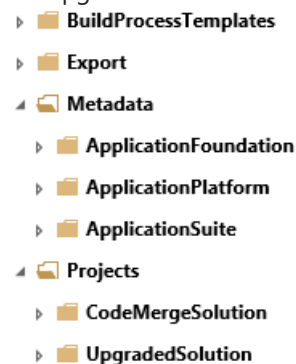 BuildProcessTemplates
Export
Metadata
ApplicationFoundation
ApplicationPlatform
ApplicationSuite
Projects
CodeMergeSolution
UpgradedSolution